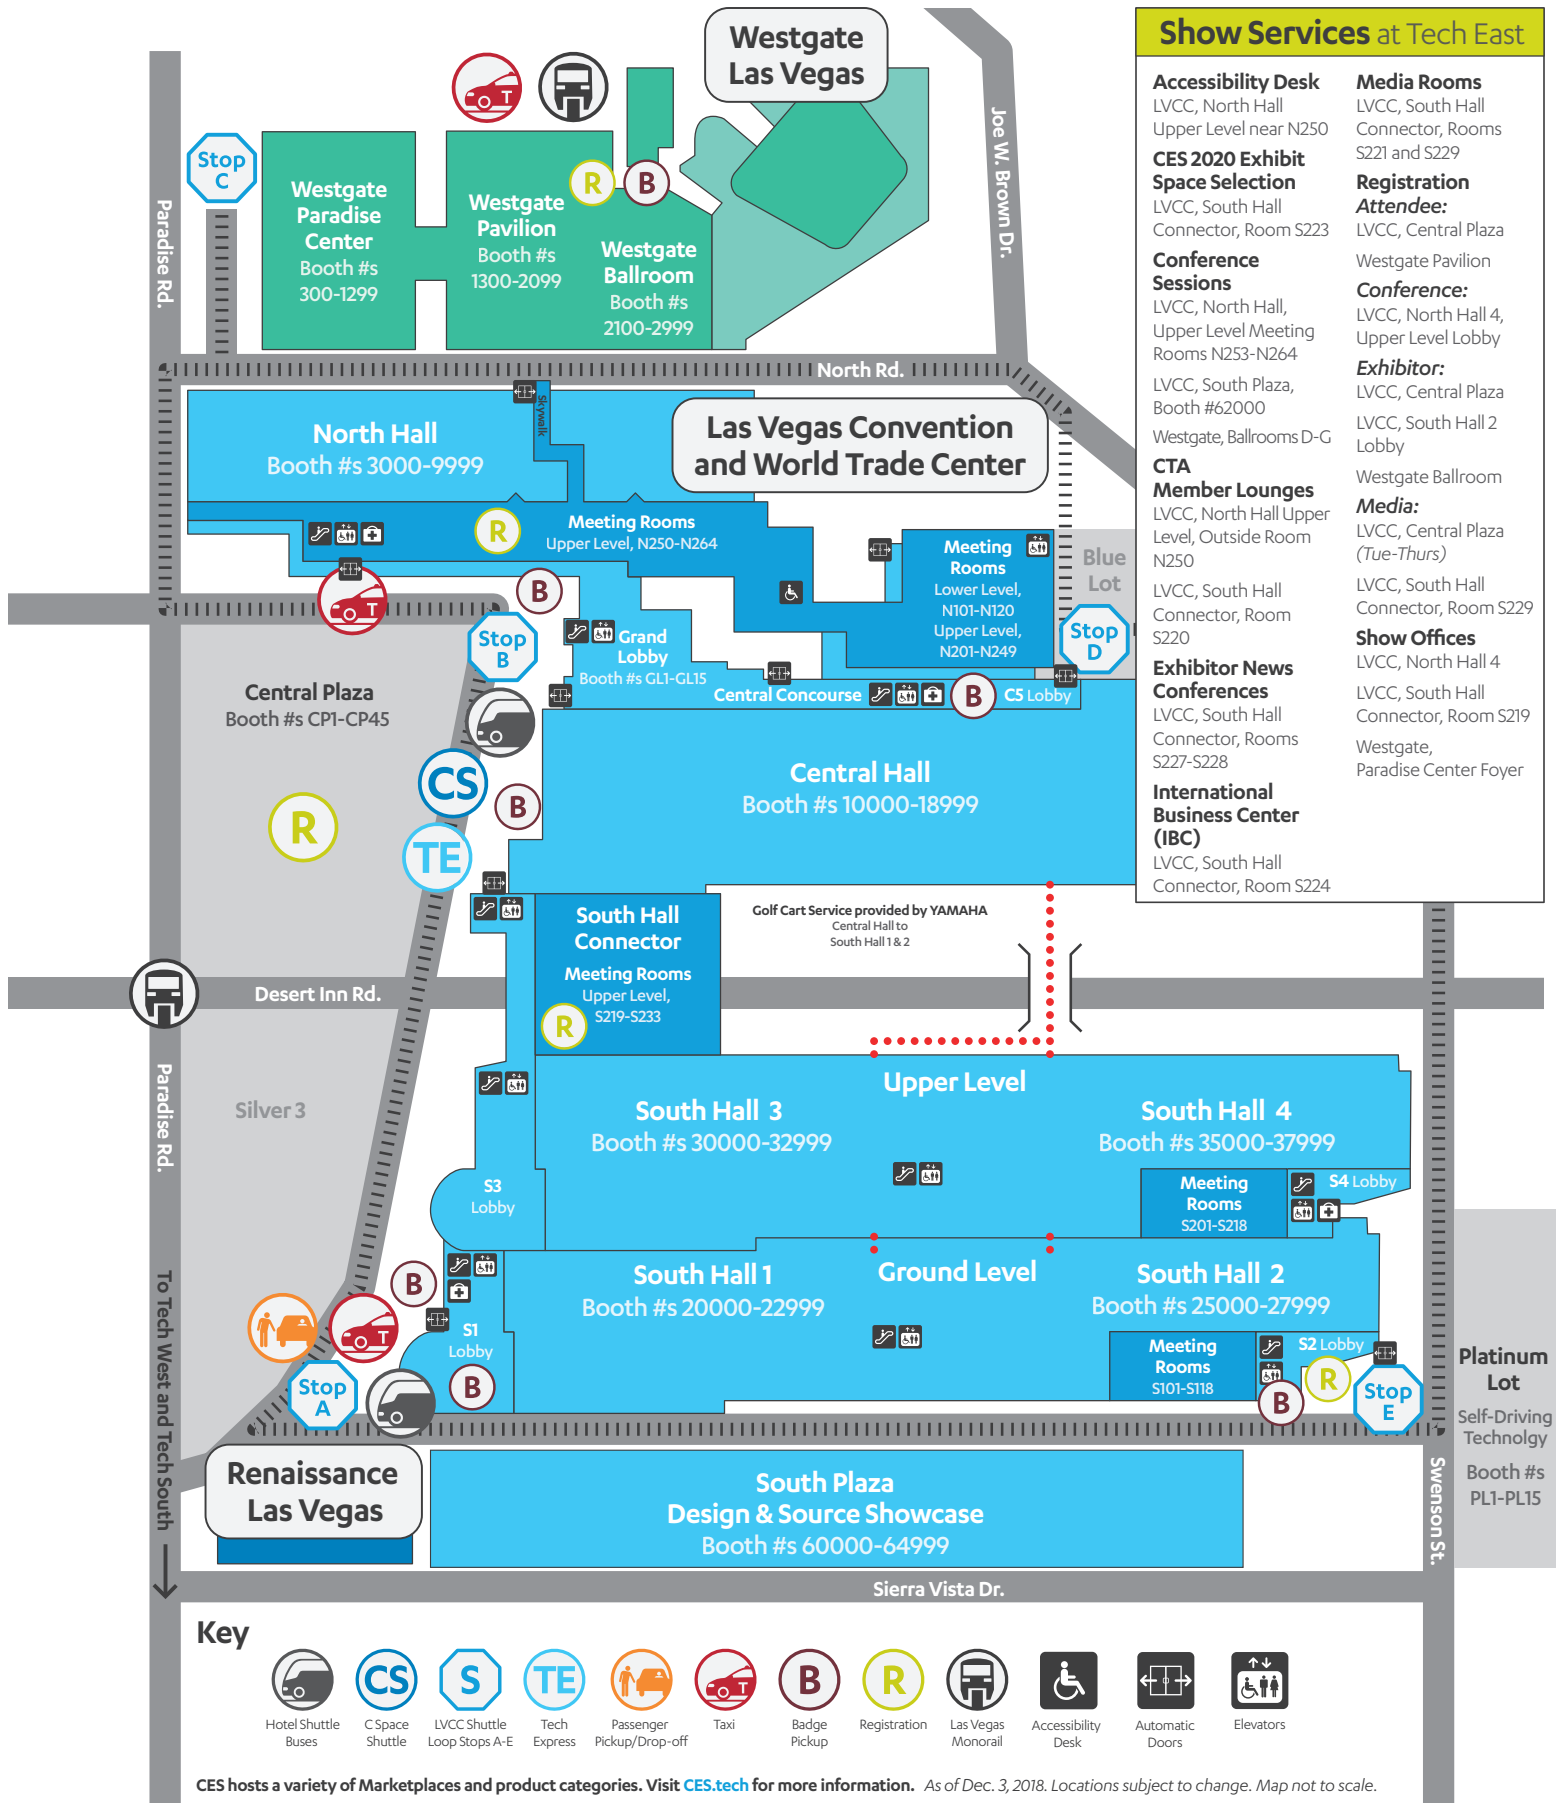 Westgate
Las Vegas
Stop
C
T
R
B
Westgate
Paradise
Center
Booth #s
300-1299
Westgate
Pavilion
Booth #s
1300-2099
Westgate
Ballroom
Booth #s
2100-2999
Paradise Rd.
Joe W. Brown Dr.
North Rd.
Skywalk
North Hall
Booth #s 3000-9999
Las Vegas Convention
and World Trade Center
R
Meeting Rooms
Upper Level, N250-N264
Meeting
Rooms
Lower Level,
N101-N120
Upper Level,
N201-N249
Blue
Lot
T
B
Stop
B
Grand
Lobby
Booth #s GL1-GL15
Stop
D
Central Concourse
B
C5 Lobby
Central Plaza
Booth #s CP1-CP45
CS
B
R
TE
Central Hall
Booth #s 10000-18999
South Hall
Connector
Meeting Rooms
Upper Level,
S219-S233
R
Golf Cart Service provided by YAMAHA
Central Hall to
South Hall 1 & 2
Desert Inn Rd.
Paradise Rd.
Silver 3
Upper Level
South Hall 3
Booth #s 30000-32999
South Hall 4
Booth #s 35000-37999
S3
Lobby
Meeting
Rooms
S201-S218
S4 Lobby
South Hall 1
Booth #s 20000-22999
Ground Level
South Hall 2
Booth #s 25000-27999
B
T
S1
Lobby
B
Stop
A
Meeting
Rooms
S101-S118
S2 Lobby
R
B
Stop
E
Platinum
Lot
Self-Driving
Technolgy
Booth #s
PL1-PL15
To Tech West and Tech South
Renaissance
Las Vegas
South Plaza
Design & Source Showcase
Booth #s 60000-64999
Swenson St.
Sierra Vista Dr.
Show Services at Tech East
Accessibility Desk
LVCC, North Hall
Upper Level near N250
CES 2020 Exhibit
Space Selection
LVCC, South Hall
Connector, Room S223
Conference
Sessions
LVCC, North Hall,
Upper Level Meeting
Rooms N253-N264
LVCC, South Plaza,
Booth #62000
Westgate, Ballrooms D-G
CTA
Member Lounges
LVCC, North Hall Upper
Level, Outside Room
N250
LVCC, South Hall
Connector, Room
S220
Exhibitor News
Conferences
LVCC, South Hall
Connector, Rooms
S227-S228
International
Business Center
(IBC)
LVCC, South Hall
Connector, Room S224
Media Rooms
LVCC, South Hall
Connector, Rooms
S221 and S229
Registration
Attendee:
LVCC, Central Plaza
Westgate Pavilion
Conference:
LVCC, North Hall 4,
Upper Level Lobby
Exhibitor:
LVCC, Central Plaza
LVCC, South Hall 2
Lobby
Westgate Ballroom
Media:
LVCC, Central Plaza
(Tue-Thurs)
LVCC, South Hall
Connector, Room S229
Show Offices
LVCC, North Hall 4
LVCC, South Hall
Connector, Room S219
Westgate,
Paradise Center Foyer
Key
CS
S
TE
T
B
R
Hotel Shuttle
Buses
C Space
Shuttle
LVCC Shuttle
Loop Stops A-E
Tech
Express
Passenger
Pickup/Drop-off
Taxi
Badge
Pickup
Registration
Las Vegas
Monorail
Accessibility
Desk
Automatic
Doors
Elevators
CES hosts a variety of Marketplaces and product categories. Visit CES.tech for more information. As of Dec. 3, 2018. Locations subject to change. Map not to scale.